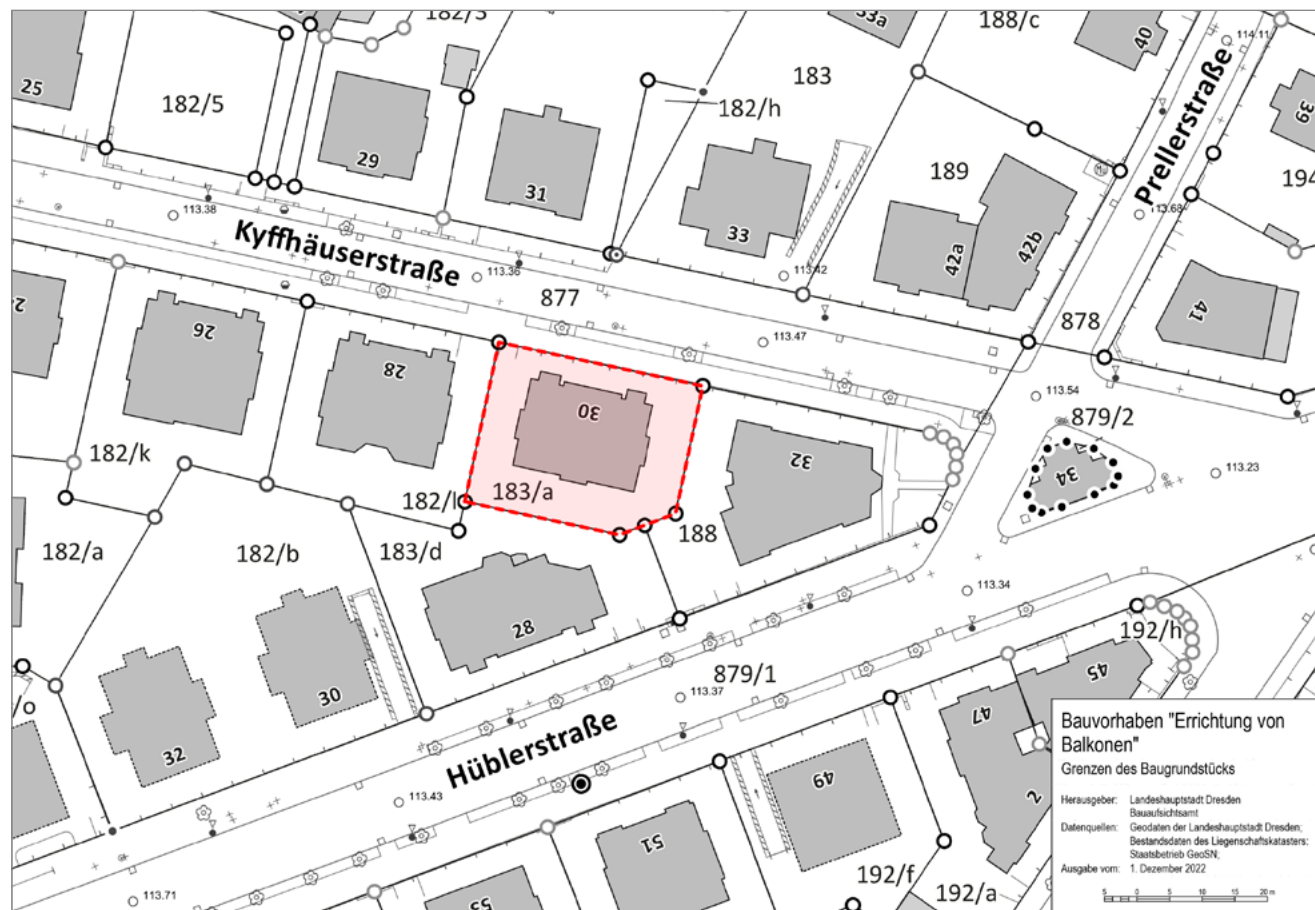 182/5
33a
188/c
40
114.11
25
182/5
183
182/h
Prellerstraße
39
29
31
189
194
113.38
33
42a
42b
113.68
Kyffhäuserstraße
113.36
113.42
877
41
878
26
113.47
28
30
113.54
879/2
32
34
113.23
182/k
182/l
183/a
188
182/a
182/b
183/d
28
113.34
30
192/h
32
879/1
113.37
45
47
Hüblerstraße
49
2
113.43
51
113.71
53
192/f
192/a
Bauvorhaben "Errichtung von
Balkonen"
Grenzen des Baugrundstücks
Herausgeber: Landeshauptstadt Dresden
Bauaufsichtsamt
Datenquellen: Geodaten der Landeshauptstadt Dresden;
Bestandsdaten des Liegenschaftskatasters:
Staatsbetrieb GeoSN;
Ausgabe vom: 1. Dezember 2022
5 0 5 10 15 20 m